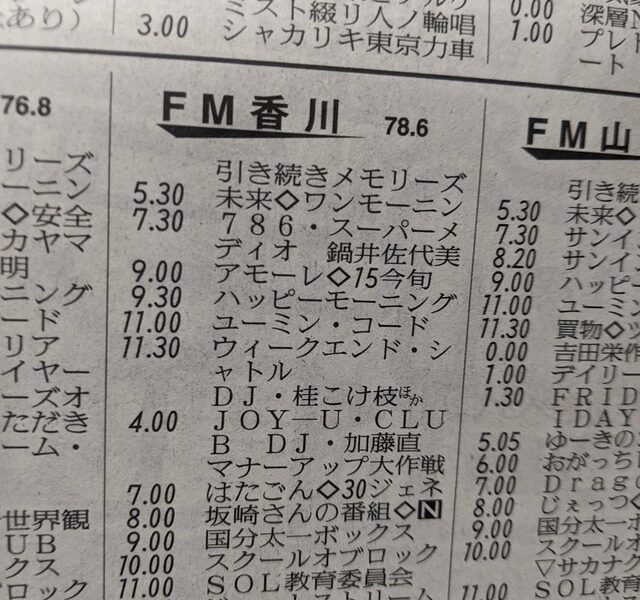 あり)
3.00
ミスト綴リ人ノ輪唱
シャカリキ東京力車
0.00
深層
1.00
プレ
ート
76.8
リーズ
ーニン
◇安全
カヤマ
明
ニング
ード
リア
イヤー
ーズオ
ただき
ーム・
世界観
UB
クス
ロック
11.00
FM香川 78.6
引き続きメモリーズ
5.30 未来◇ワンモーニン
7.30 786・スーパーメ
ディオ 鍋井佐代美
9.00 アモーレ◇15今旬
9.30 ハッピーモーニング
11.00 ユーミン・コード
11.30 ウィークエンド・シ
ャトル
DJ・桂こけ枝ほか
4.00 JOY―U・CLU
B DJ・加藤直
マナーアップ大作戦
7.00 はたごん◇30ジェネ
8.00 坂崎さんの番組◇N
9.00 国分太一ボックス
10.00 スクールオブロック
11.00 SOL教育委員会
FM山
引き続
5.30 未来◇
7.30 サンイン
8.20 サンイ
9.00 ハッピ
11.00 ユーミン
11.30 買物◇
0.00 吉田栄作
1.00 デイリー
1.30 FRID
IDAY
5.05 ゆーきの
6.00 おがっち
7.00 Drag
8.00 じぇっつ
9.00 国分太一
10.00 スクール
▽サカナク
11.00 SOL教育